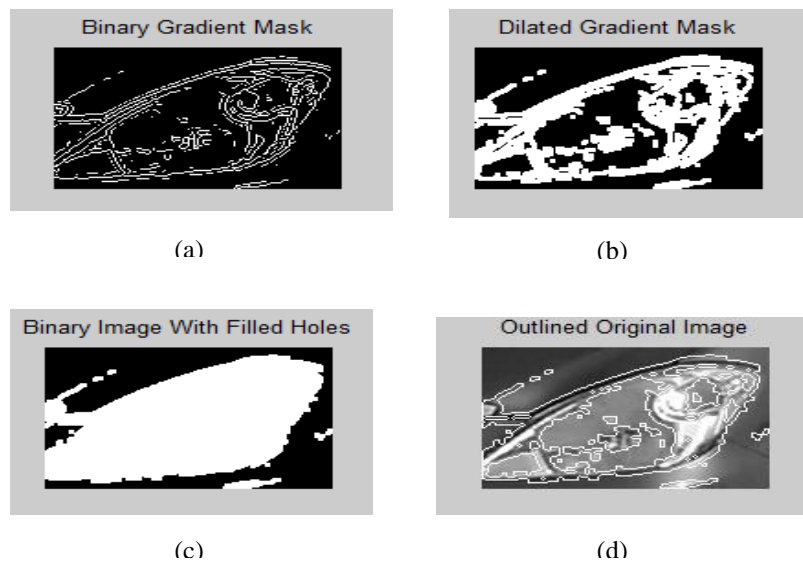 Binary Gradient Mask
Dilated Gradient Mask
(a)
(b)
Binary Image With Filled Holes
Outlined Original Image
(c)
(d)